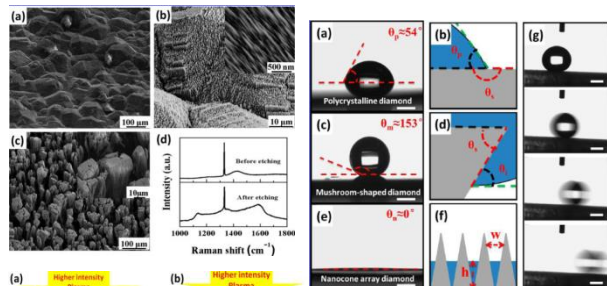 (a)
100 μm
(b)
500 nm
10 μm
(c)
10μm
100 μm
(d)
Intensity (a.u.)
Before etching
After etching
1000 1200 1400 1600 1800
Raman shift (cm⁻¹)
(a)
Higher intensity
(b)
Higher intensity
Plasma
(a)
θp≈54°
Polycrystalline diamond
(b)
θp
θs
(c)
θm≈153°
Mushroom-shaped diamond
(d)
θs
(e)
θn≈0°
Nanocone array diamond
(f)
w
h
(g)